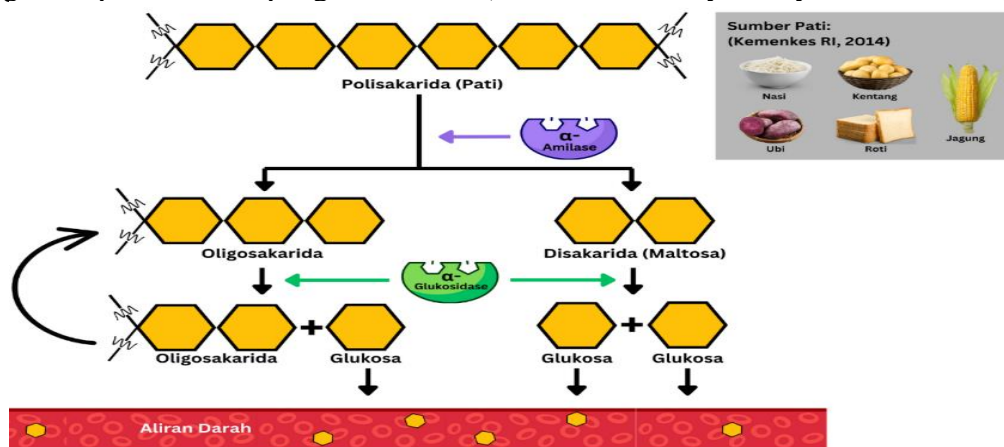 Sumber Pati:
(Kemenkes RI, 2014)
Nasi
Kentang
Jagung
Ubi
Roti
Polisakarida (Pati)
α-
Amilase
Oligosakarida
Disakarida (Maltosa)
α-
Glukosidase
Oligosakarida
+
Glukosa
Glukosa
+
Glukosa
Aliran Darah